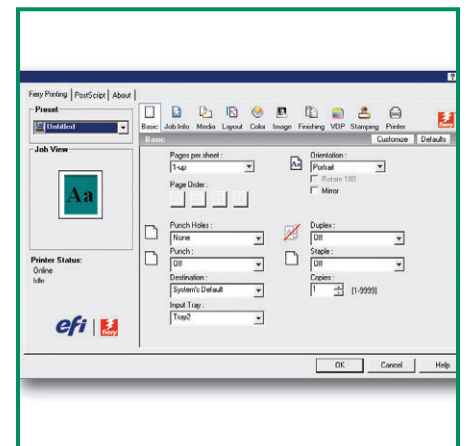 ?
Fiery Printing PostScript About
Preset
Untitled
Basic Job Info Media Layout Color Image Finishing VDP Stamping Printer
fiery
Basic Customize Defaults
Job View
Aa
Pages per sheet :
1-up
Orientation :
Aa
Portrait
Rotate 180
Mirror
Page Order :
Punch Holes :
None
Duplex :
Off
Punch :
Off
Staple :
Off
Printer Status:
Online
Idle
Destination :
System's Default
Copies :
1 [1-9999]
Input Tray :
Tray2
efi fiery
OK Cancel Help